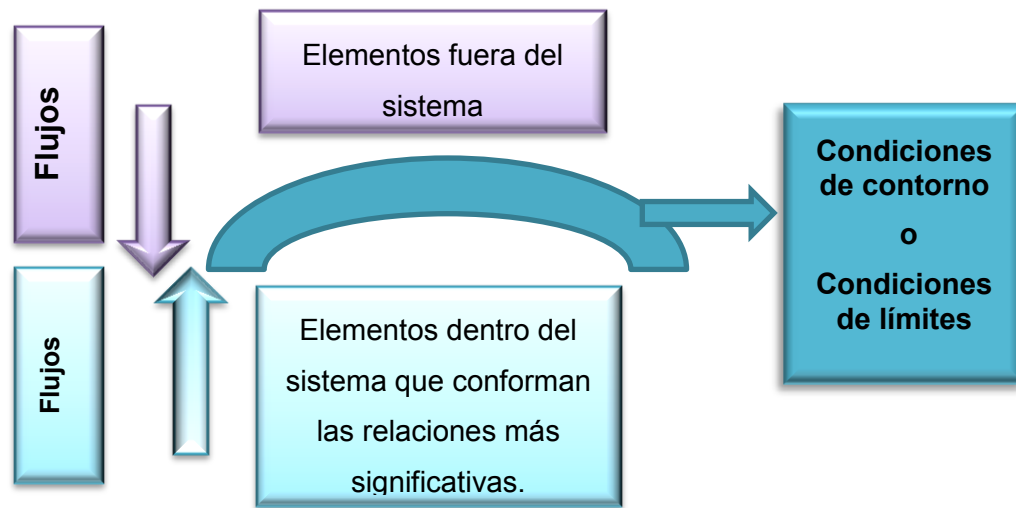 Flujos
Elementos fuera del
sistema
Condiciones
de contorno
o
Condiciones
de límites
Flujos
Elementos dentro del
sistema que conforman
las relaciones más
significativas.